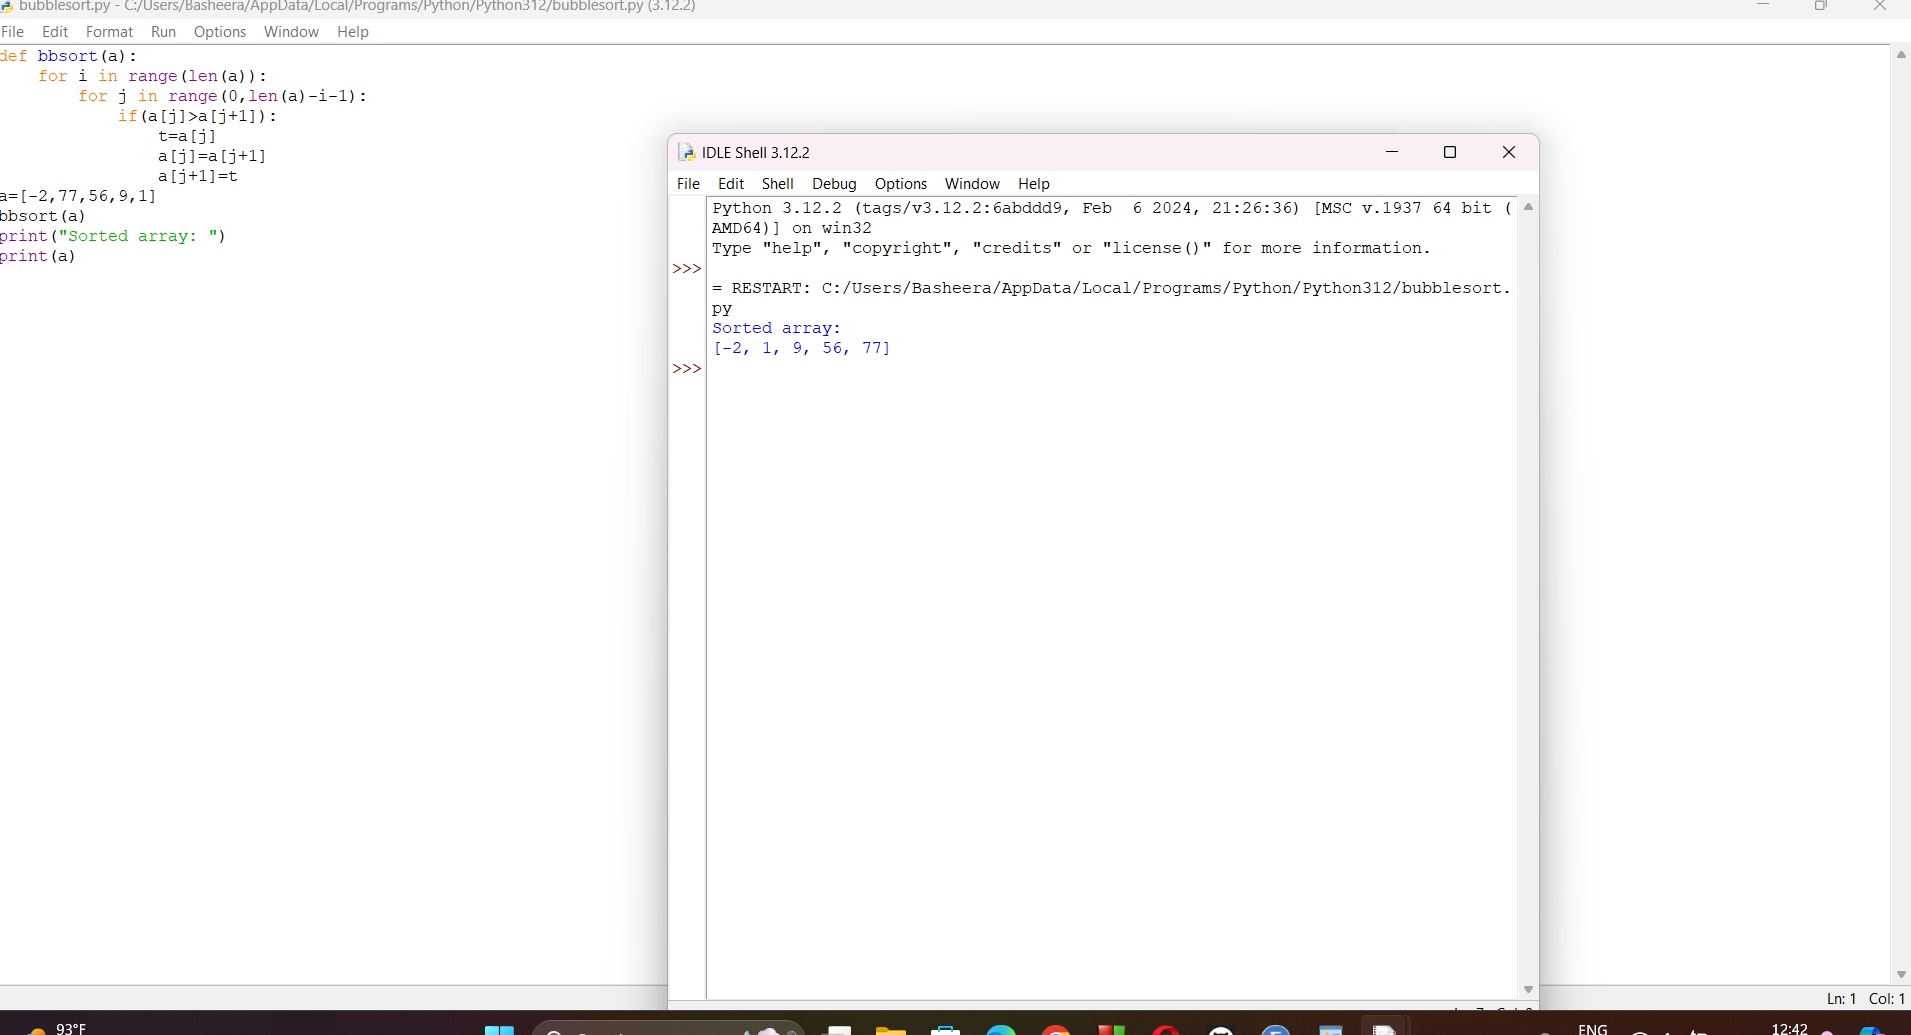 bubblesort.py - C:/Users/Basheera/AppData/Local/Programs/Python/Python312/bubblesort.py (3.12.2)
File Edit Format Run Options Window Help
def bbsort(a):
    for i in range(len(a)):
        for j in range(0,len(a)-i-1):
            if(a[j]>a[j+1]):
                t=a[j]
                a[j]=a[j+1]
                a[j+1]=t
a=[-2,77,56,9,1]
bbsort(a)
print("Sorted array: ")
print(a)
IDLE Shell 3.12.2
File Edit Shell Debug Options Window Help
Python 3.12.2 (tags/v3.12.2:6abddd9, Feb  6 2024, 21:26:36) [MSC v.1937 64 bit (
AMD64)] on win32
Type "help", "copyright", "credits" or "license()" for more information.
>>>
= RESTART: C:/Users/Basheera/AppData/Local/Programs/Python/Python312/bubblesort.
py
Sorted array:
[-2, 1, 9, 56, 77]
>>>
Ln: 1 Col: 1
93°F
ENG
12:42